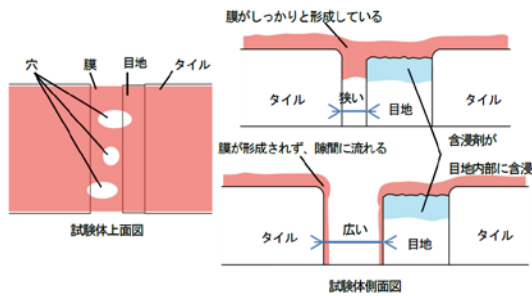 穴
膜
目地
タイル
試験体上面図
膜がしっかりと形成している
タイル
狭い
目地
タイル
含浸剤が
目地内部に含浸
膜が形成されず、隙間に流れる
タイル
広い
目地
タイル
試験体側面図